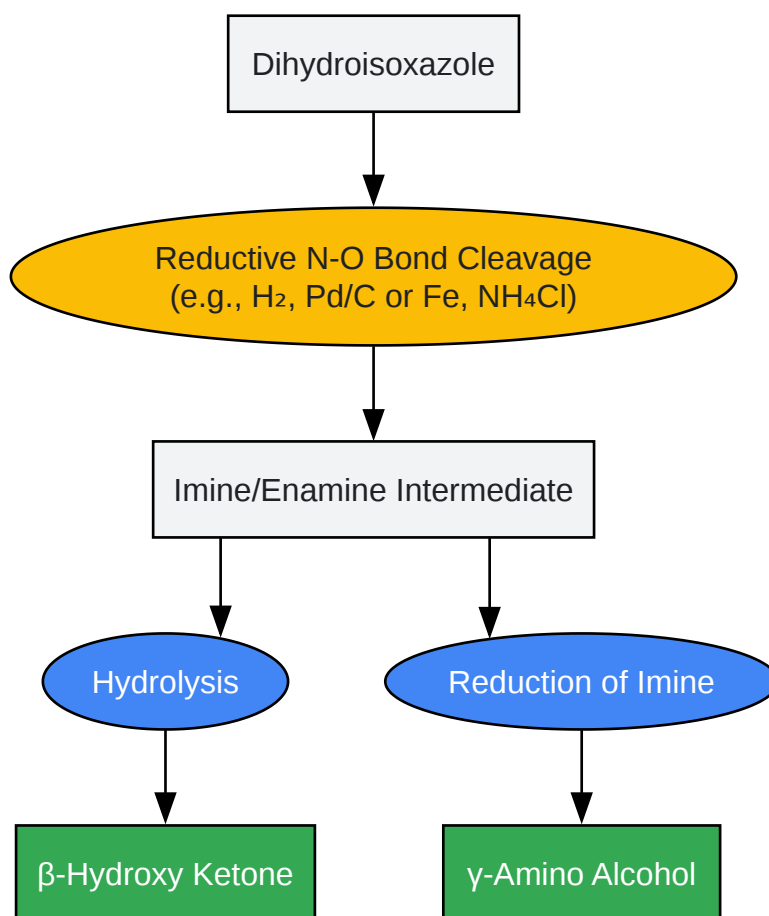 Dihydroisoxazole
Reductive N-O Bond Cleavage
(e.g., H₂, Pd/C or Fe, NH₄Cl)
Imine/Enamine Intermediate
Hydrolysis
Reduction of Imine
β-Hydroxy Ketone
γ-Amino Alcohol